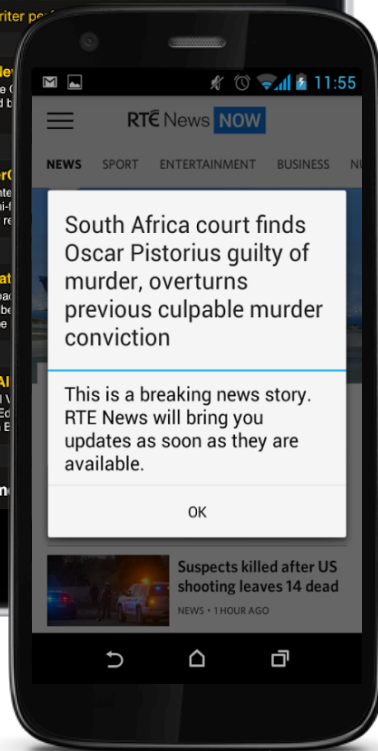 riter
11:55
RTÉ News NOW
NEWS SPORT ENTERTAINMENT BUSINESS
South Africa court finds
Oscar Pistorius guilty of
murder, overturns
previous culpable murder
conviction
This is a breaking news story.
RTE News will bring you
updates as soon as they are
available.
OK
Suspects killed after US
shooting leaves 14 dead
NEWS • 1 HOUR AGO